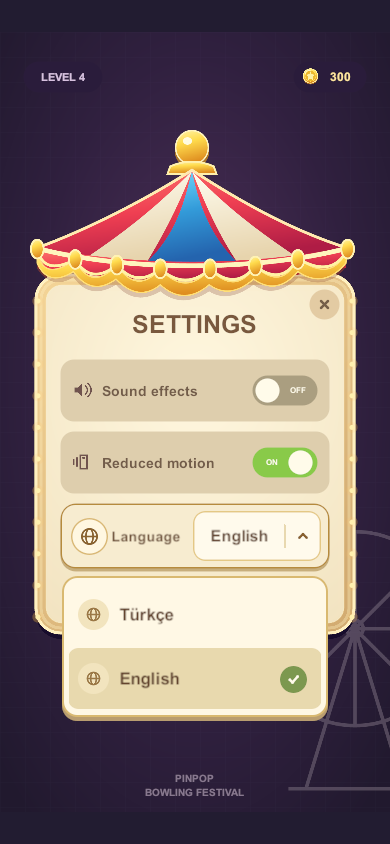 LEVEL 4
300
SETTINGS
Sound effects
OFF
Reduced motion
ON
Language
English
Türkçe
English
PINPOP
BOWLING FESTIVAL